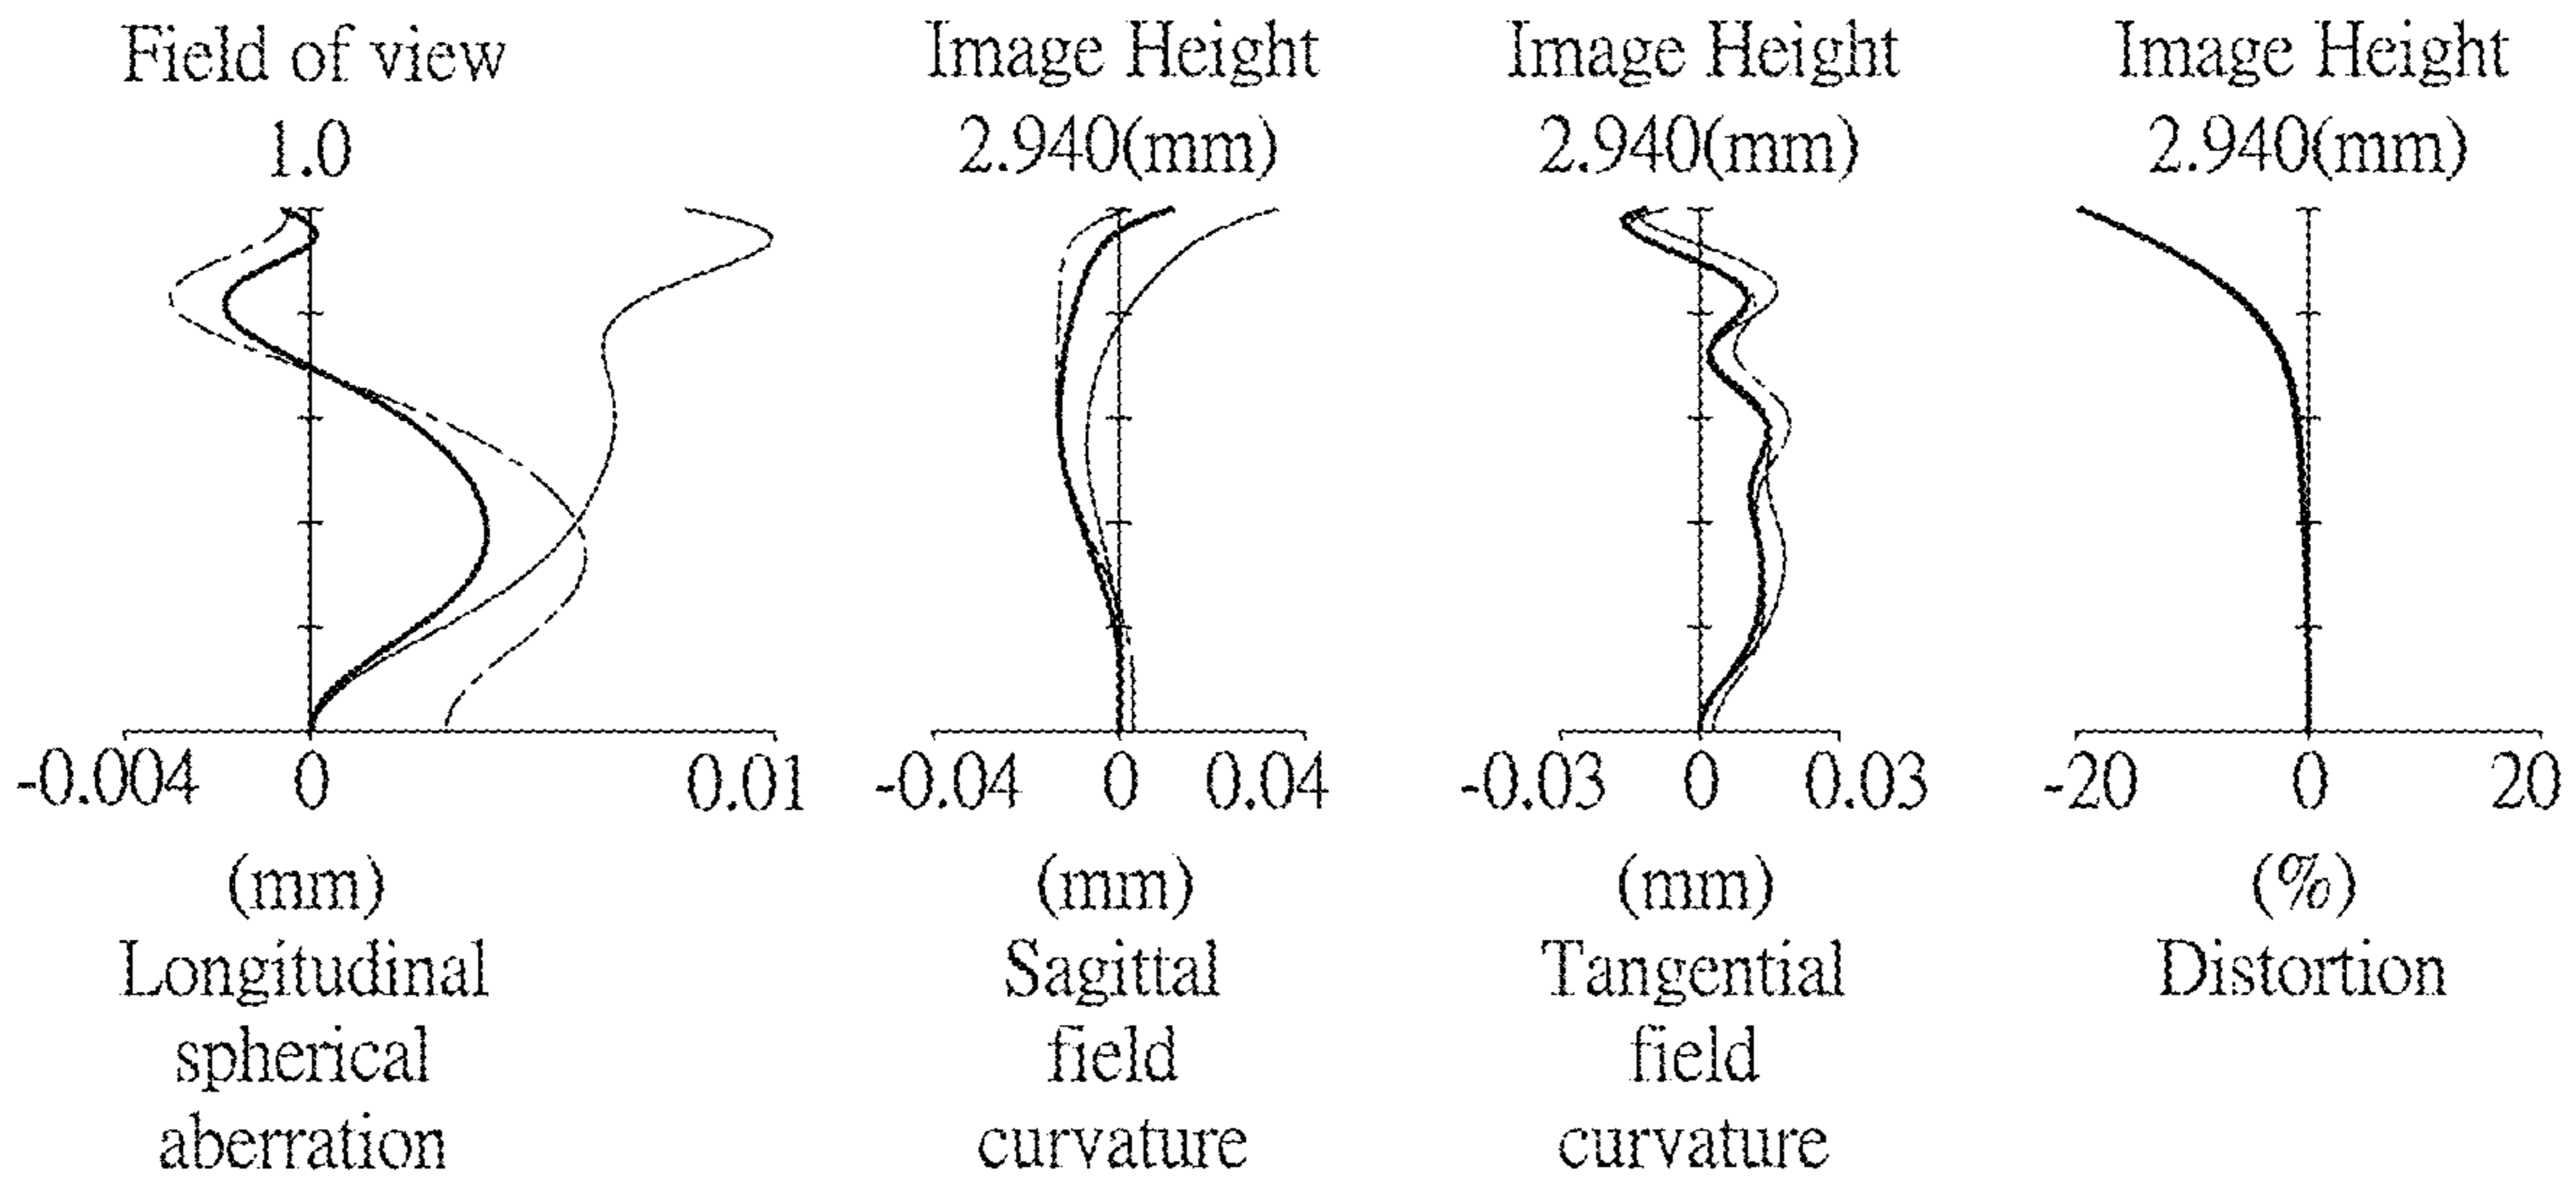 Field of view
1.0
-0.004 0 0.01
(mm)
Longitudinal
spherical
aberration
Image Height
2.940(mm)
-0.04 0 0.04
(mm)
Sagittal
field
curvature
Image Height
2.940(mm)
-0.03 0 0.03
(mm)
Tangential
field
curvature
Image Height
2.940(mm)
-20 0 20
(%)
Distortion